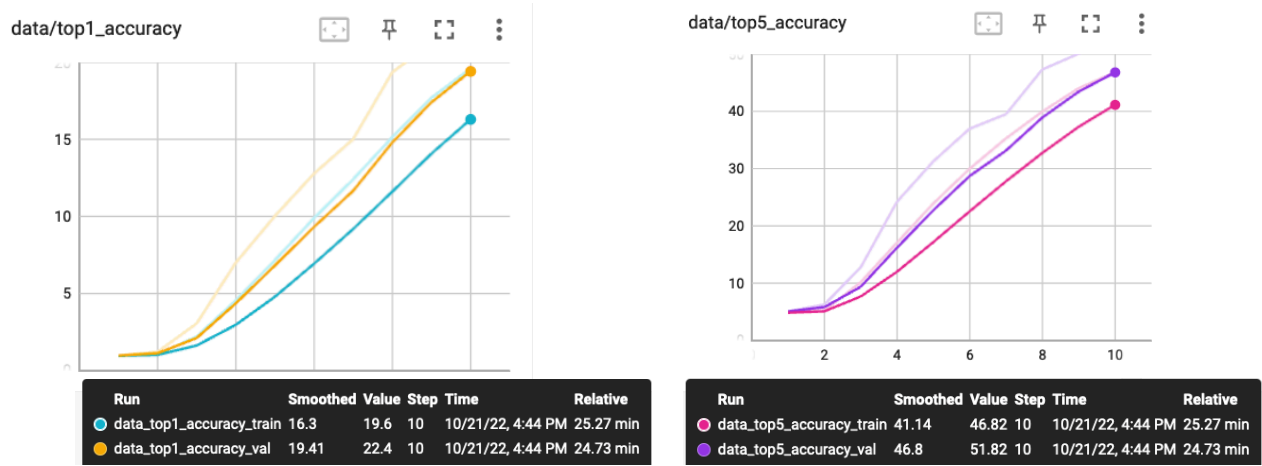 data/top1_accuracy
15
10
5
Run Smoothed Value Step Time Relative
data_top1_accuracy_train 16.3 19.6 10 10/21/22, 4:44 PM 25.27 min
data_top1_accuracy_val 19.41 22.4 10 10/21/22, 4:44 PM 24.73 min
data/top5_accuracy
40
30
20
10
0
2 4 6 8 10
Run Smoothed Value Step Time Relative
data_top5_accuracy_train 41.14 46.82 10 10/21/22, 4:44 PM 25.27 min
data_top5_accuracy_val 46.8 51.82 10 10/21/22, 4:44 PM 24.73 min